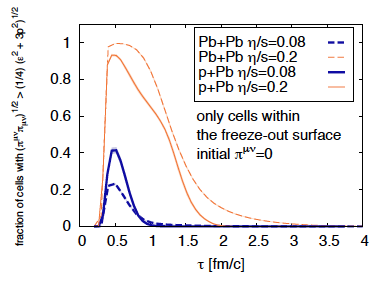 fraction of cells with (π^μν π_μν)^1/2 > (1/4) (ε² + 3p²)^1/2
1
0.8
0.6
0.4
0.2
0
Pb+Pb η/s=0.08
Pb+Pb η/s=0.2
p+Pb η/s=0.08
p+Pb η/s=0.2
only cells within
the freeze-out surface
initial π^μν=0
0 0.5 1 1.5 2 2.5 3 3.5 4
τ [fm/c]